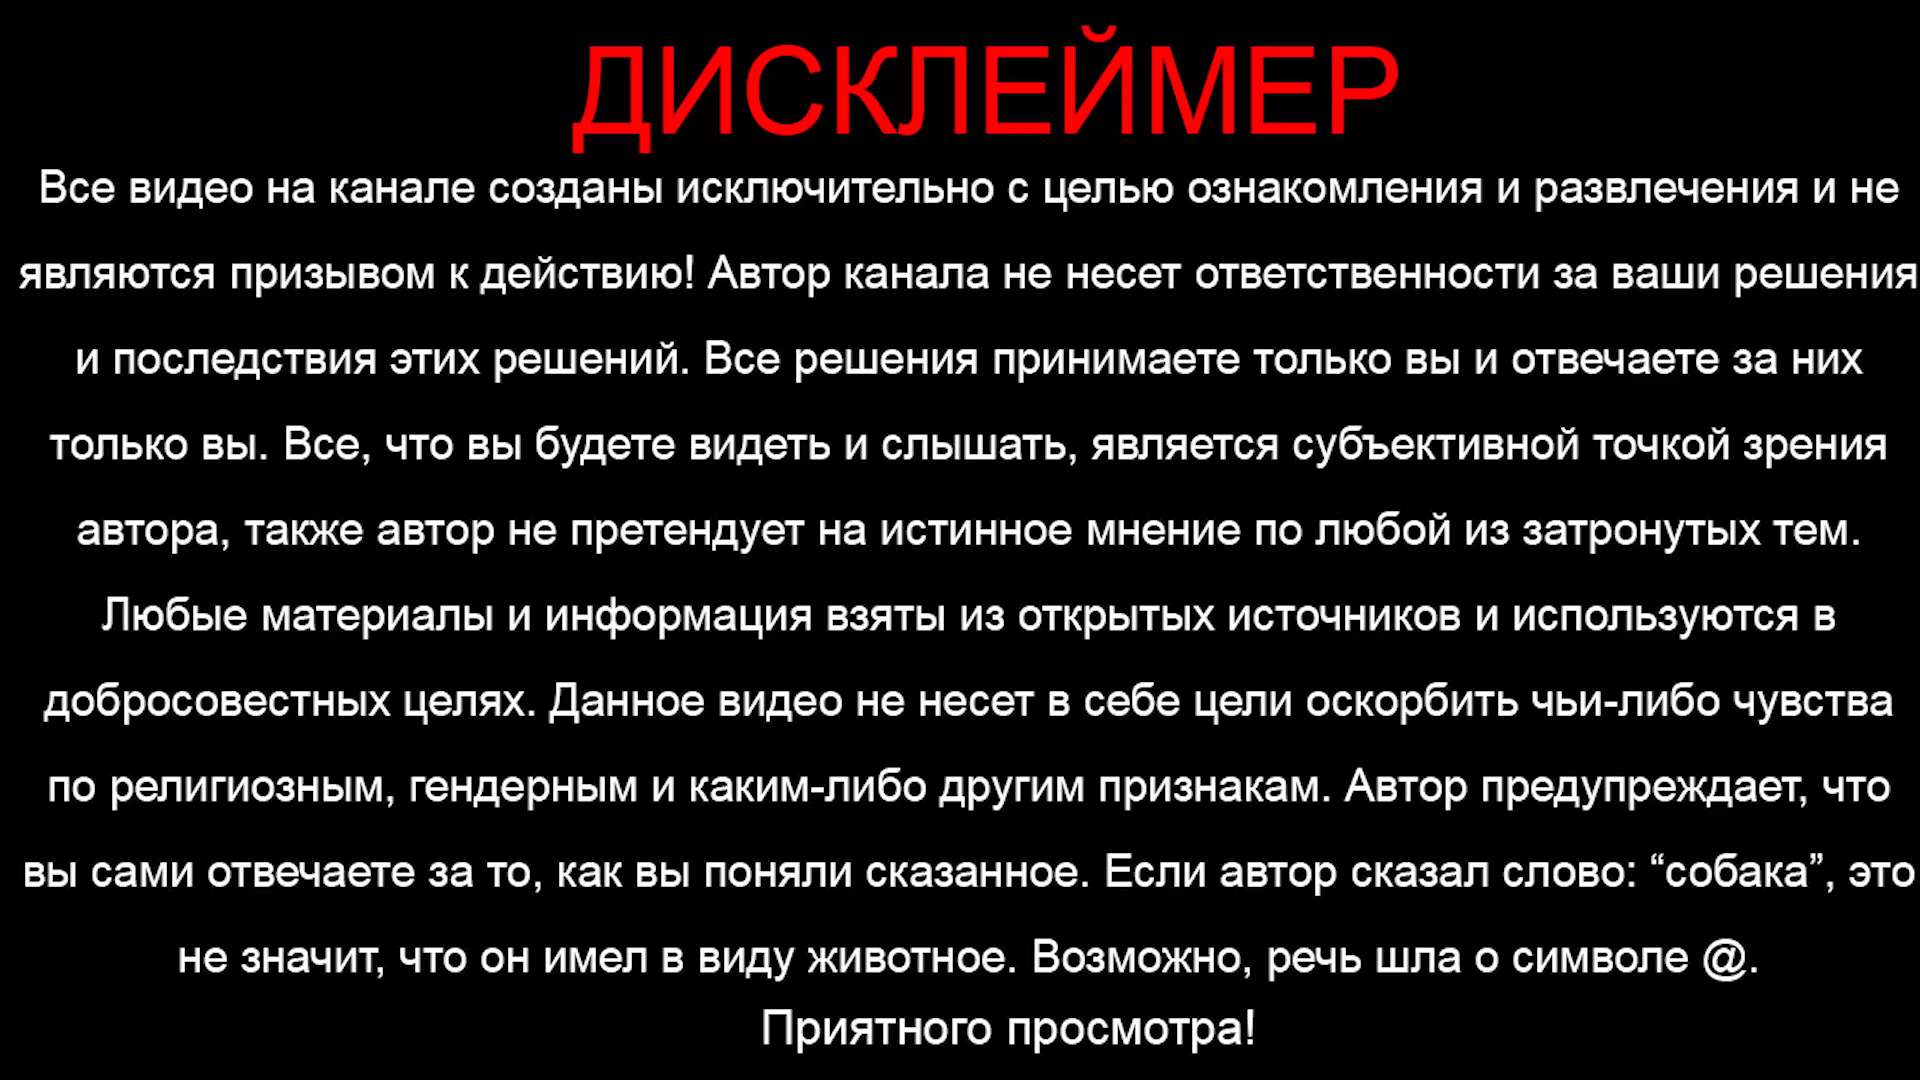 ДИСКЛЕЙМЕР
Все видео на канале созданы исключительно с целью ознакомления и развлечения и не
являются призывом к действию! Автор канала не несет ответственности за ваши решения
и последствия этих решений. Все решения принимаете только вы и отвечаете за них
только вы. Все, что вы будете видеть и слышать, является субъективной точкой зрения
автора, также автор не претендует на истинное мнение по любой из затронутых тем.
Любые материалы и информация взяты из открытых источников и используются в
добросовестных целях. Данное видео не несет в себе цели оскорбить чьи-либо чувства
по религиозным, гендерным и каким-либо другим признакам. Автор предупреждает, что
вы сами отвечаете за то, как вы поняли сказанное. Если автор сказал слово: “собака”, это
не значит, что он имел в виду животное. Возможно, речь шла о символе @.
Приятного просмотра!